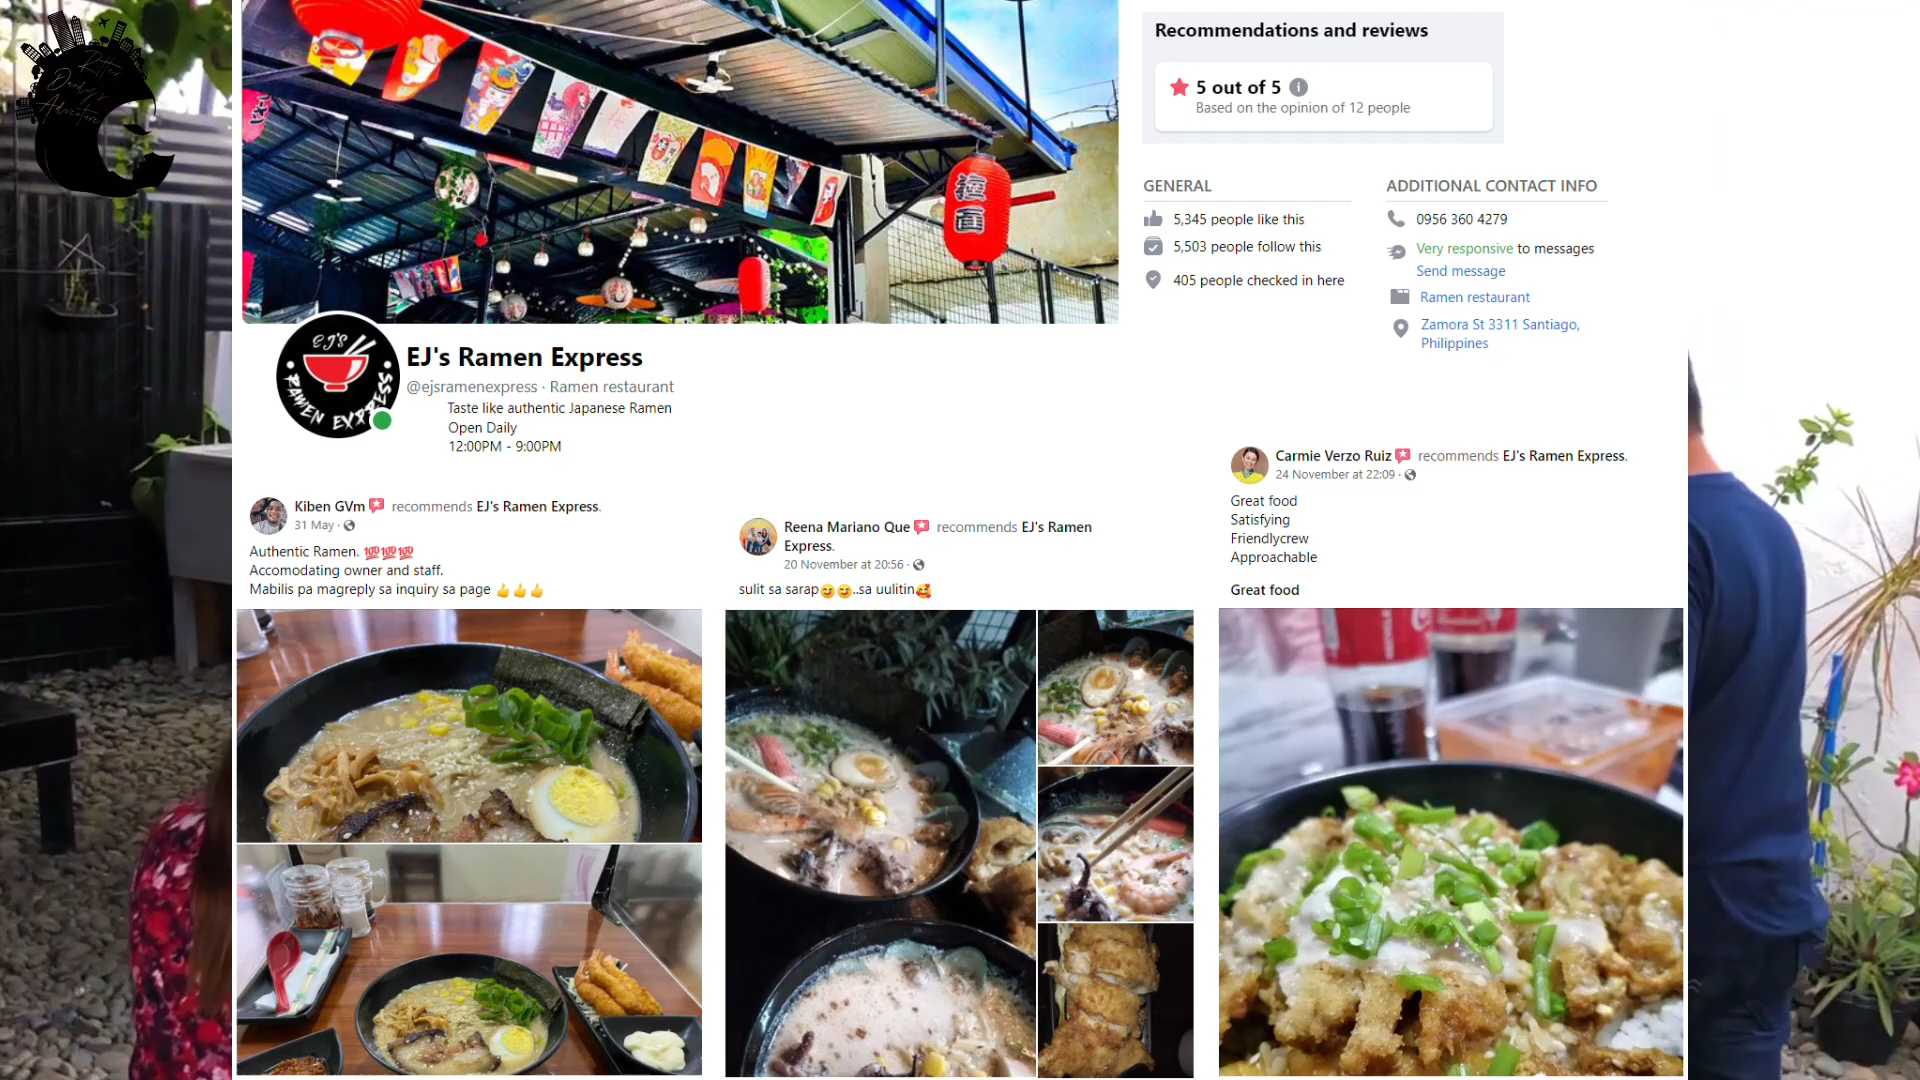 Ritter
Recommendations and reviews
5 out of 5
Based on the opinion of 12 people
GENERAL
5,345 people like this
5,503 people follow this
405 people checked in here
ADDITIONAL CONTACT INFO
0956 360 4279
Very responsive to messages
Send message
Ramen restaurant
Zamora St 3311 Santiago,
Philippines
EJ'S
RAMEN EXPRESS
EJ's Ramen Express
@ejsramenexpress · Ramen restaurant
Taste like authentic Japanese Ramen
Open Daily
12:00PM - 9:00PM
Kiben GVm recommends EJ's Ramen Express.
31 May ·
Authentic Ramen. 💯💯💯
Accomodating owner and staff.
Mabilis pa magreply sa inquiry sa page 👍👍👍
Reena Mariano Que recommends EJ's Ramen
Express.
20 November at 20:56 ·
sulit sa sarap😋😋..sa uulitin🥰
Carmie Verzo Ruiz recommends EJ's Ramen Express.
24 November at 22:09 ·
Great food
Satisfying
Friendlycrew
Approachable
Great food